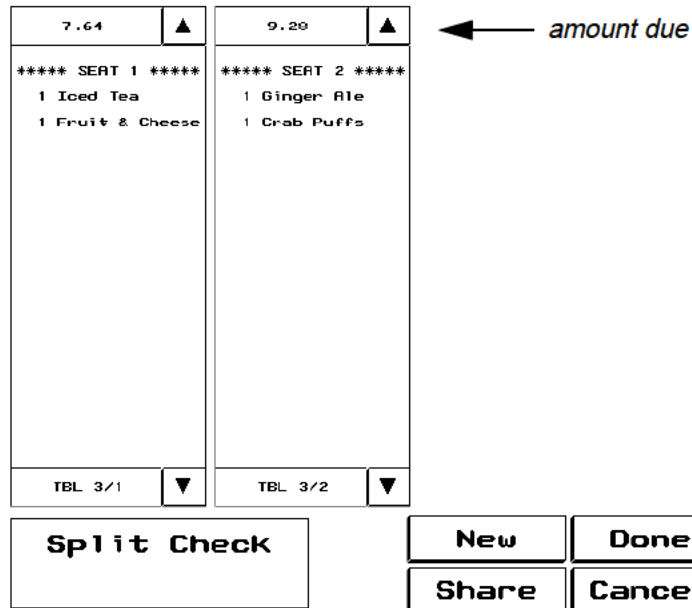 7.64
9.28
amount due
***** SEAT 1 *****
1 Iced Tea
1 Fruit & Cheese
***** SEAT 2 *****
1 Ginger Ale
1 Crab Puffs
TBL 3/1
TBL 3/2
Split Check
New
Done
Share
Cance